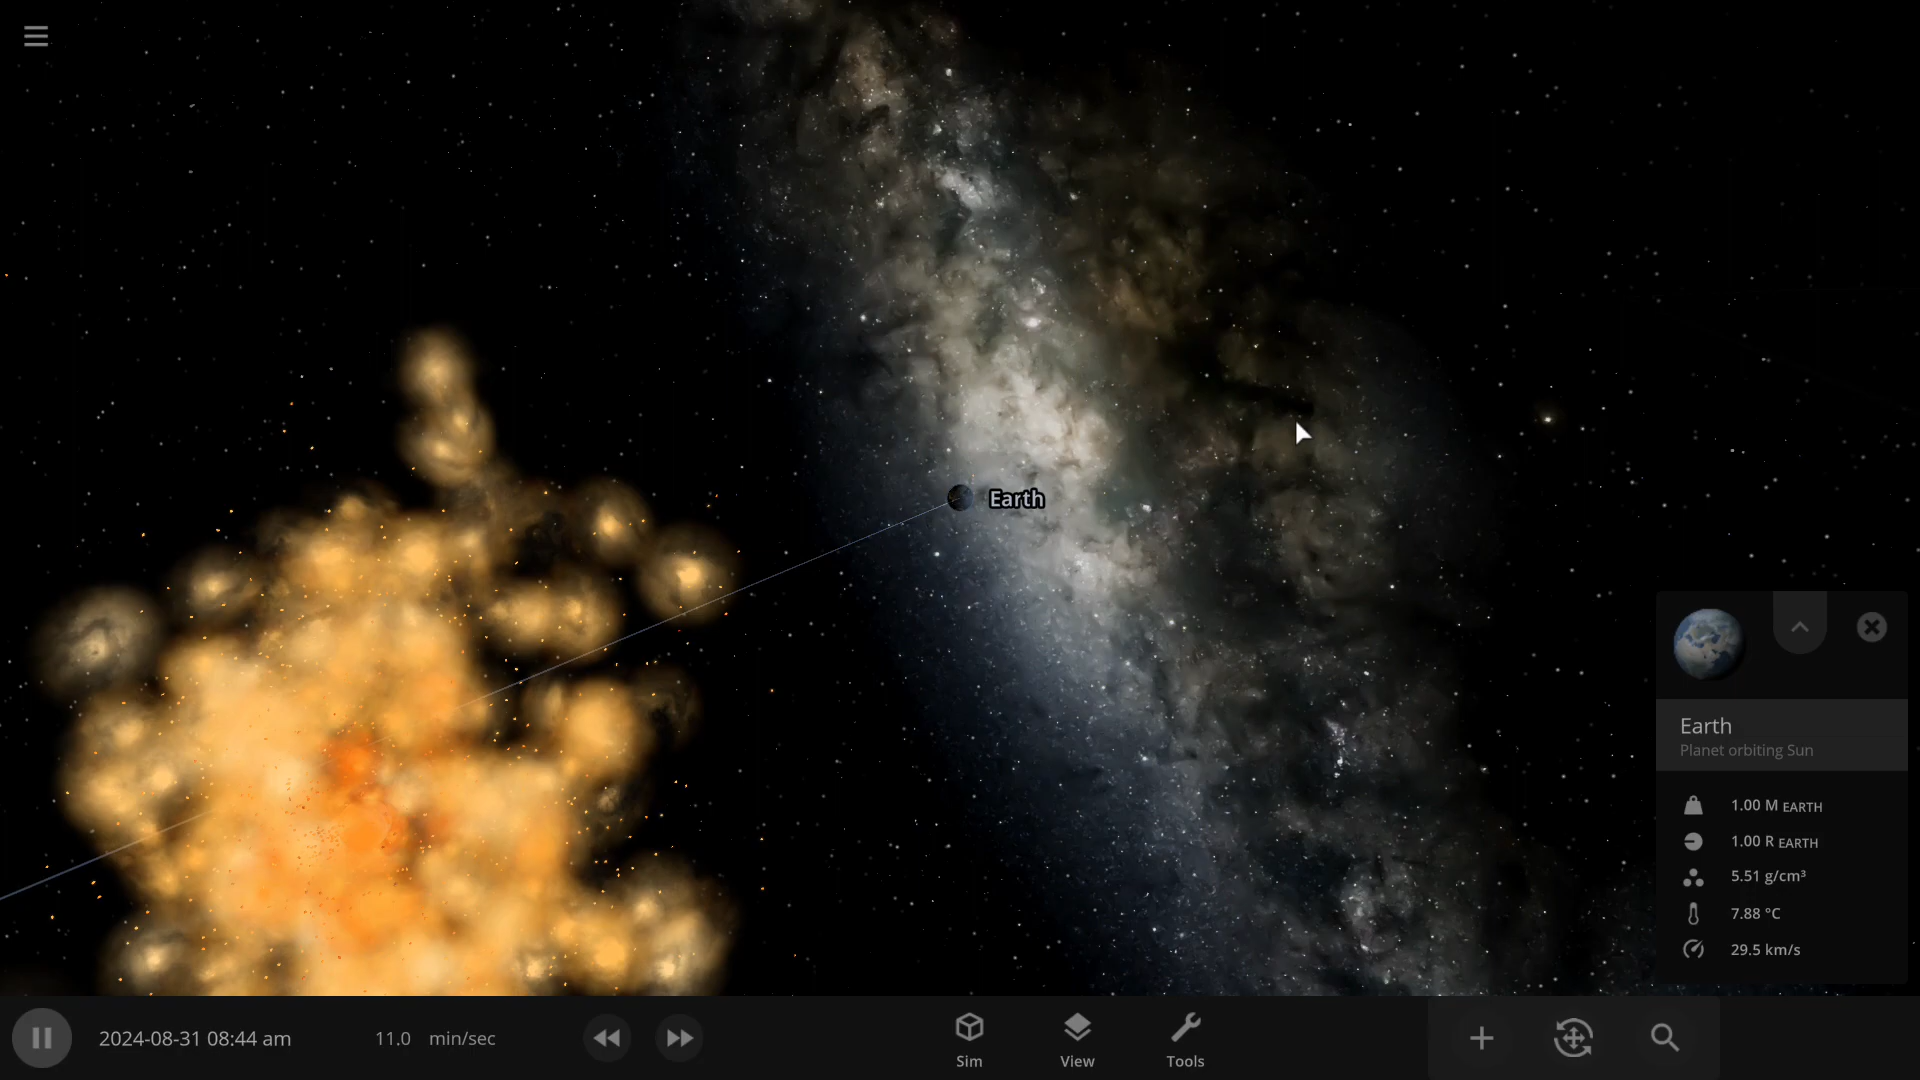 Earth
Earth
Planet orbiting Sun
1.00 M EARTH
1.00 R EARTH
5.51 g/cm³
7.88 °C
29.5 km/s
2024-08-31 08:44 am
11.0 min/sec
Sim
View
Tools